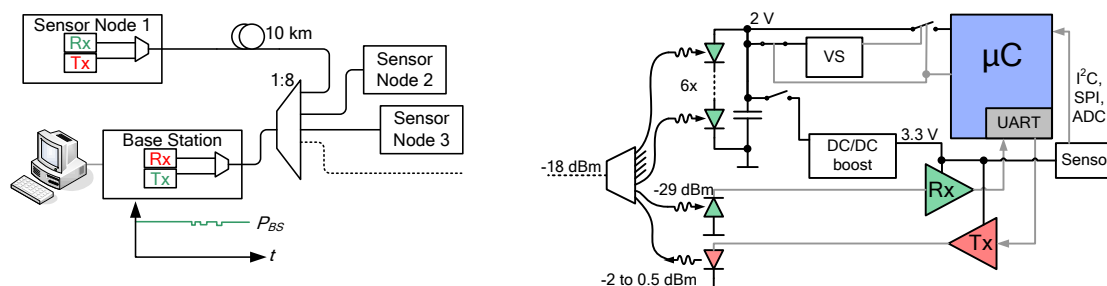 Sensor Node 1
Rx
Tx
10 km
1:8
Sensor
Node 2
Sensor
Node 3
Base Station
Rx
Tx
P_BS
t
2 V
VS
μC
I²C,
SPI,
ADC
6x
UART
DC/DC
boost
3.3 V
Sensor
-18 dBm
-29 dBm
Rx
Tx
-2 to 0.5 dBm